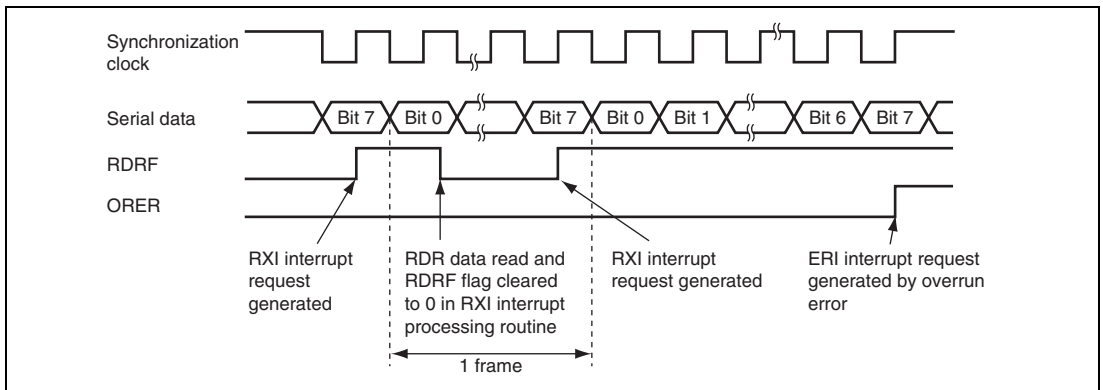 Synchronization
clock
Serial data
Bit 7 Bit 0 Bit 7 Bit 0 Bit 1 Bit 6 Bit 7
RDRF
ORER
RXI interrupt
request
generated
RDR data read and
RDRF flag cleared
to 0 in RXI interrupt
processing routine
RXI interrupt
request generated
ERI interrupt request
generated by overrun
error
1 frame